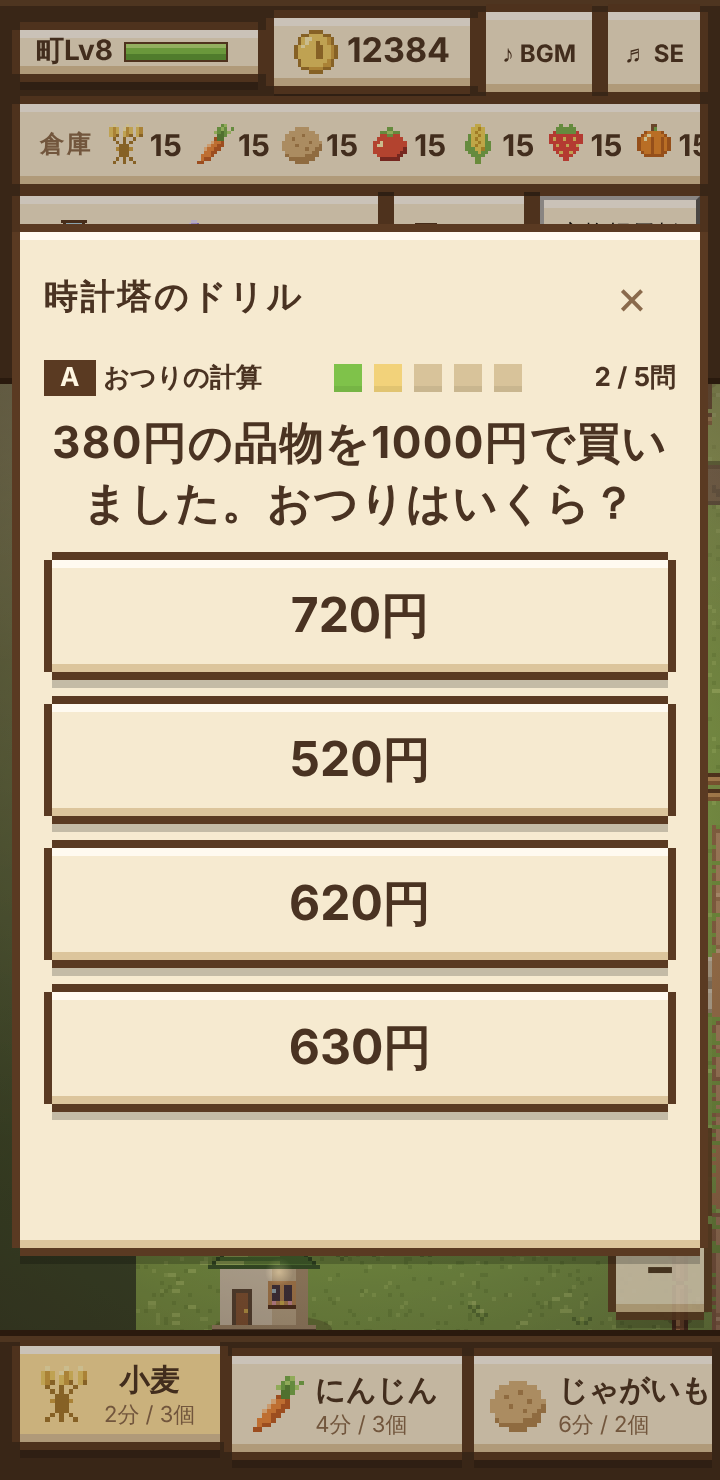 町Lv8
12384
♪ BGM
♬ SE
倉庫 15 15 15 15 15 15 15
時計塔のドリル ×
A おつりの計算 2 / 5問
380円の品物を1000円で買い
ました。おつりはいくら？
720円
520円
620円
630円
小麦
2分 / 3個
にんじん
4分 / 3個
じゃがいも
6分 / 2個